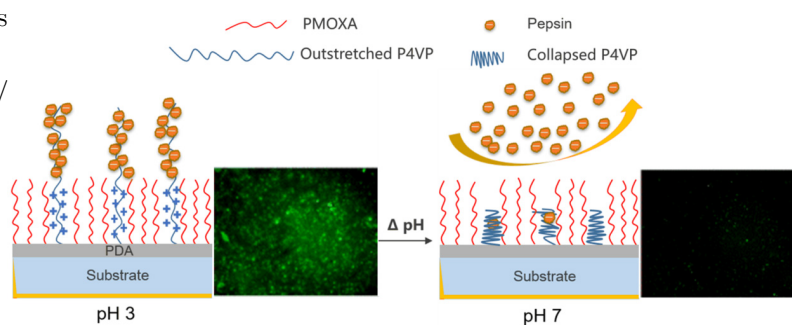 s
/
PMOXA
Pepsin
Outstretched P4VP
Collapsed P4VP
PDA
Substrate
pH 3
Δ pH
Substrate
pH 7